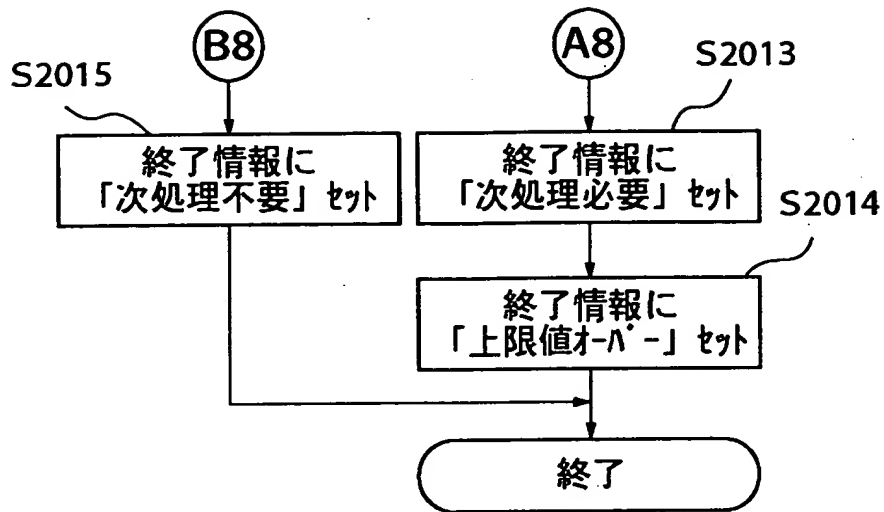 B8
A8
S2015
S2013
終了情報に
「次処理不要」ｾｯﾄ
終了情報に
「次処理必要」ｾｯﾄ
S2014
終了情報に
「上限値ｵｰﾊﾞｰ」ｾｯﾄ
終了